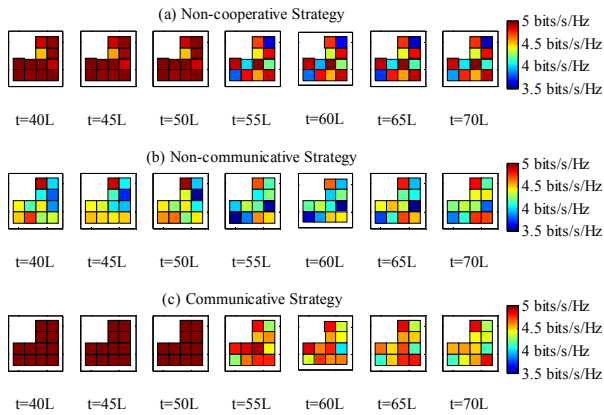 (a) Non-cooperative Strategy
5 bits/s/Hz
4.5 bits/s/Hz
4 bits/s/Hz
3.5 bits/s/Hz
t=40L t=45L t=50L t=55L t=60L t=65L t=70L
(b) Non-communicative Strategy
5 bits/s/Hz
4.5 bits/s/Hz
4 bits/s/Hz
3.5 bits/s/Hz
t=40L t=45L t=50L t=55L t=60L t=65L t=70L
(c) Communicative Strategy
5 bits/s/Hz
4.5 bits/s/Hz
4 bits/s/Hz
3.5 bits/s/Hz
t=40L t=45L t=50L t=55L t=60L t=65L t=70L